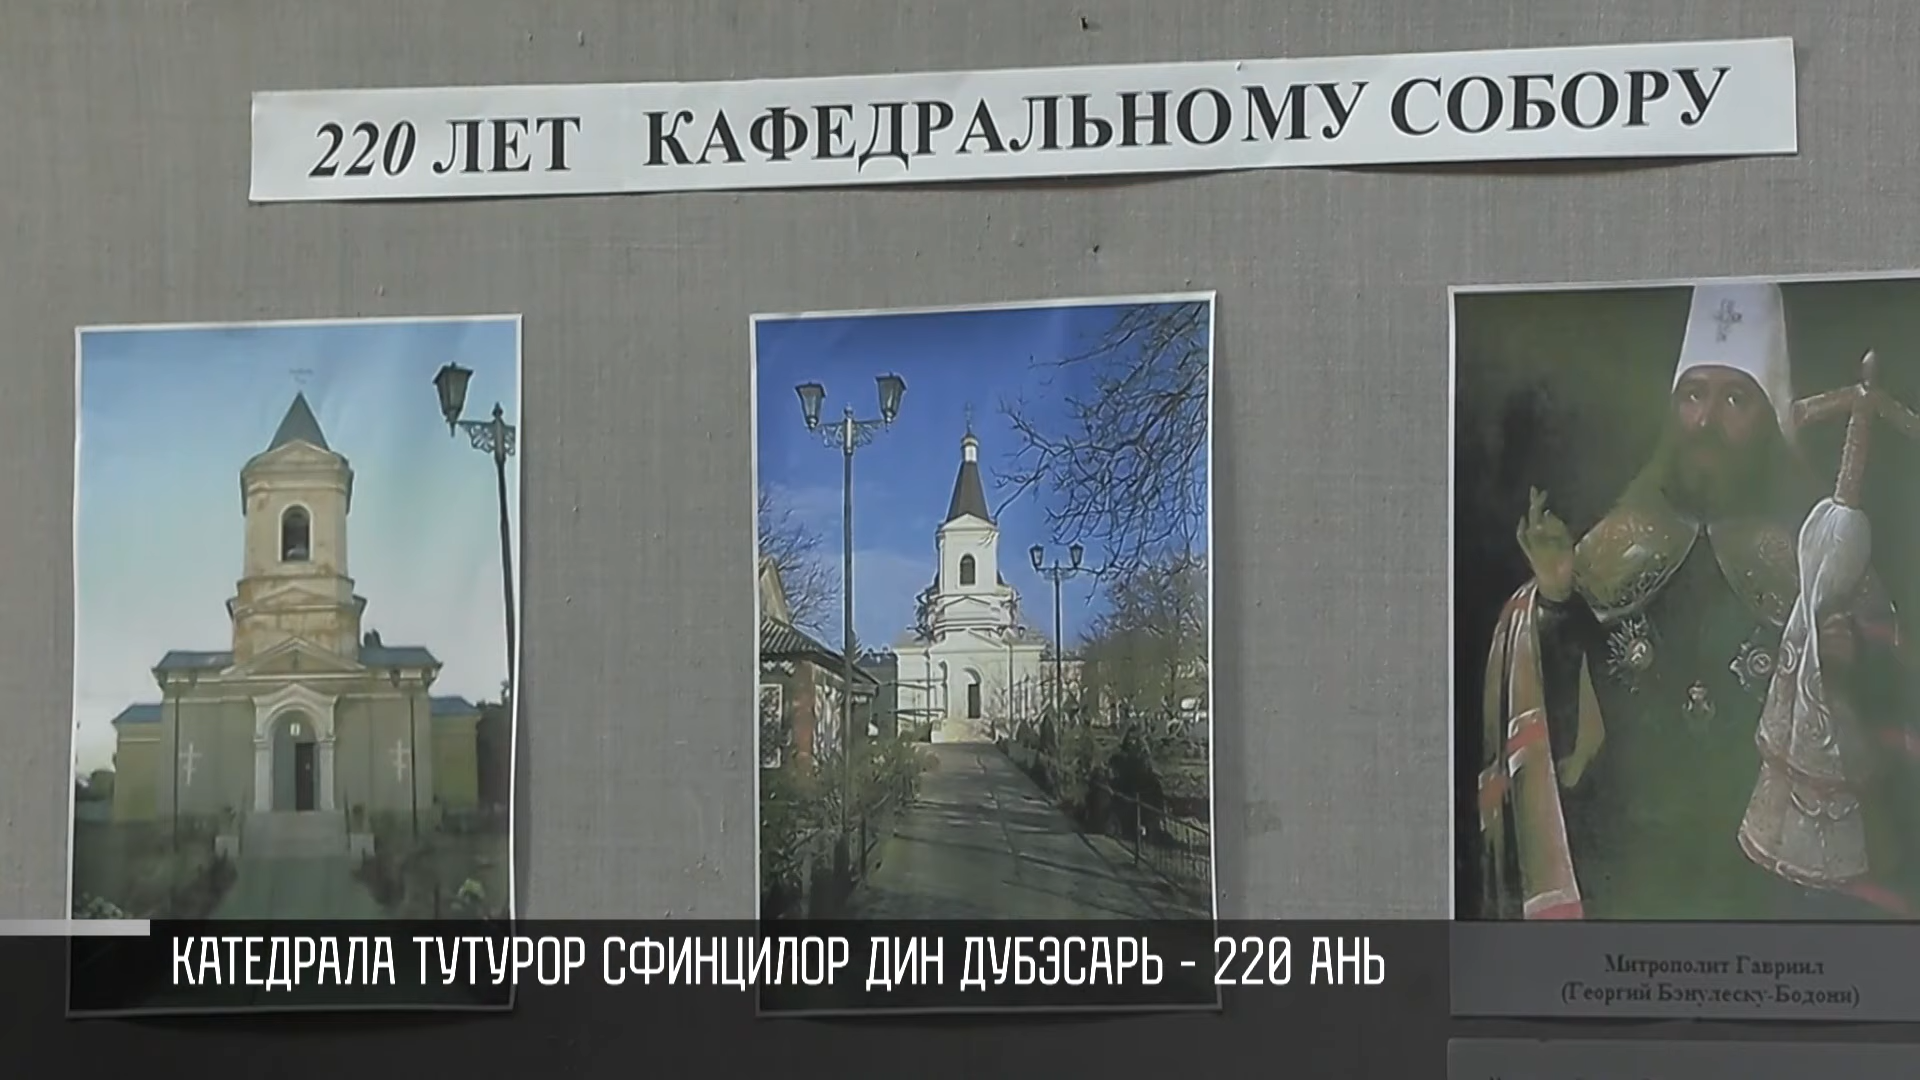 220 ЛЕТ КАФЕДРАЛЬНОМУ СОБОРУ
КАТЕДРАЛА ТУТУРОР СФИНЦИЛОР ДИН ДУБЭСАРЬ - 220 АНЬ
Митрополит Гавриил
(Георгий Бэнулеску-Бодони)